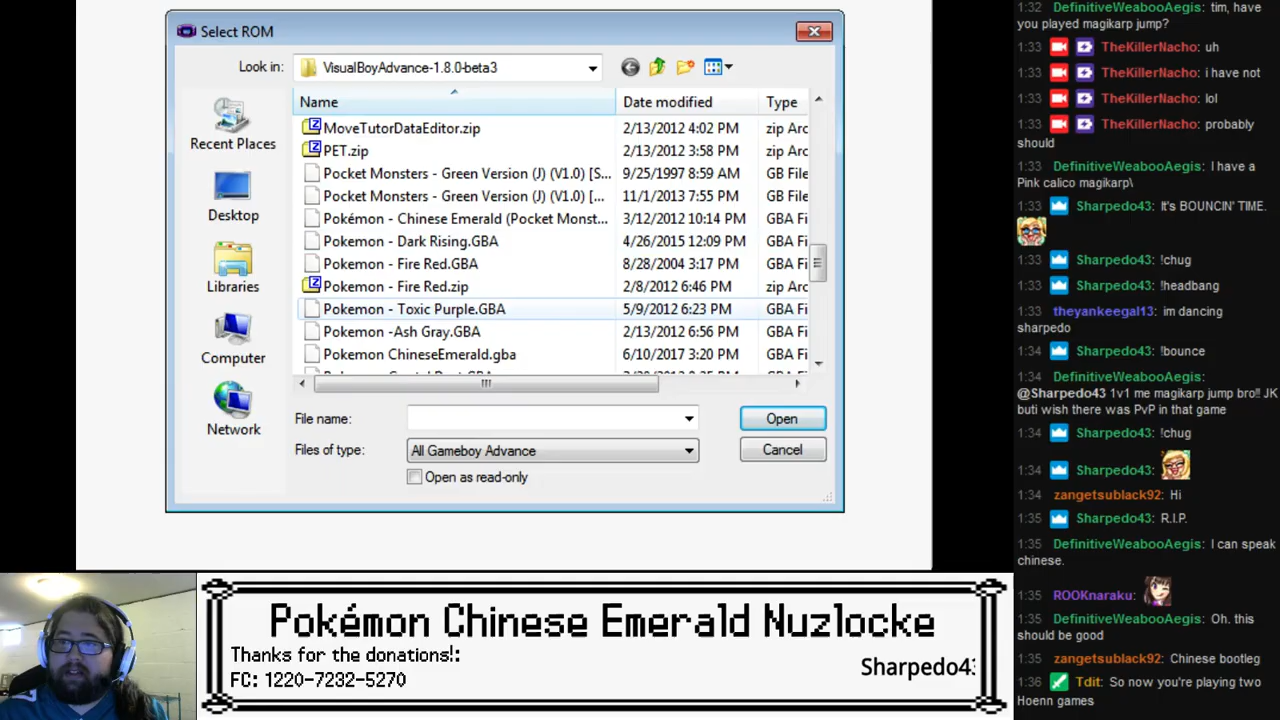 Select ROM
Look in: VisualBoyAdvance-1.8.0-beta3
Name Date modified Type
Recent Places
Desktop
Libraries
Computer
Network
MoveTutorDataEditor.zip 2/13/2012 4:02 PM zip Arc
PET.zip 2/13/2012 3:58 PM zip Arc
Pocket Monsters - Green Version (J) (V1.0) [S... 9/25/1997 8:59 AM GB File
Pocket Monsters - Green Version (J) (V1.0) [... 11/1/2013 7:55 PM GB File
Pokémon - Chinese Emerald (Pocket Monst... 3/12/2012 10:14 PM GBA Fi
Pokemon - Dark Rising.GBA 4/26/2015 12:09 PM GBA Fi
Pokemon - Fire Red.GBA 8/28/2004 3:17 PM GBA Fi
Pokemon - Fire Red.zip 2/8/2012 6:46 PM zip Arc
Pokemon - Toxic Purple.GBA 5/9/2012 6:23 PM GBA Fi
Pokemon -Ash Gray.GBA 2/13/2012 6:56 PM GBA Fi
Pokemon ChineseEmerald.gba 6/10/2017 3:20 PM GBA Fi
File name: Open
Files of type: All Gameboy Advance Cancel
Open as read-only
Pokémon Chinese Emerald Nuzlocke
Thanks for the donations!:
Sharpedo43
FC: 1220-7232-5270
1:32 DefinitiveWeabooAegis: tim, have
you played magikarp jump?
1:33 TheKillerNacho: uh
1:33 TheKillerNacho: i have not
1:33 TheKillerNacho: lol
1:33 TheKillerNacho: probably
should
1:33 DefinitiveWeabooAegis: I have a
Pink calico magikarp\
1:33 Sharpedo43: It's BOUNCIN' TIME.
1:33 Sharpedo43: !chug
1:33 Sharpedo43: !headbang
1:33 theyankeegal13: im dancing
sharpedo
1:34 Sharpedo43: !bounce
1:34 DefinitiveWeabooAegis:
@Sharpedo43 1v1 me magikarp jump bro!! JK
buti wish there was PvP in that game
1:34 Sharpedo43: !chug
1:34 Sharpedo43:
1:34 zangetsublack92: Hi
1:35 Sharpedo43: R.I.P.
1:35 DefinitiveWeabooAegis: I can speak
chinese.
1:35 ROOKnaraku:
1:35 DefinitiveWeabooAegis: Oh. this
should be good
1:35 zangetsublack92: Chinese bootleg
1:36 Tdit: So now you're playing two
Hoenn games